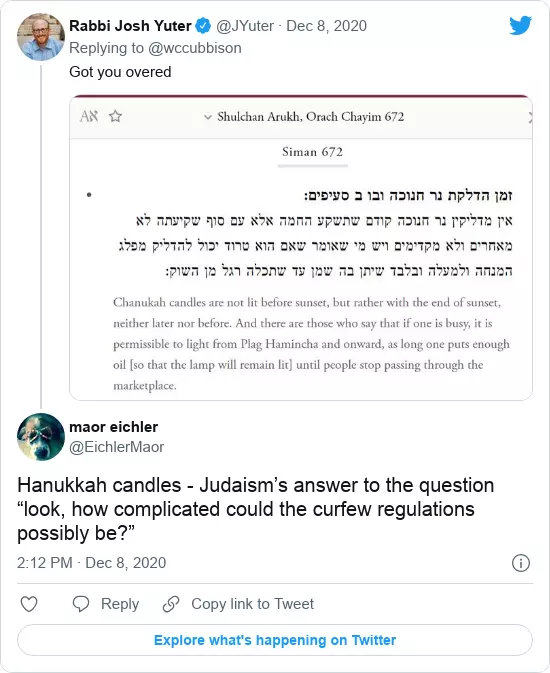 Rabbi Josh Yuter @JYuter · Dec 8, 2020
Replying to @wccubbison
Got you overed
Aא Shulchan Arukh, Orach Chayim 672
Siman 672
זמן הדלקת נר חנוכה ובו ב סעיפים:
אין מדליקין נר חנוכה קודם שתשקע החמה אלא עם סוף שקיעתה לא
מאחרים ולא מקדימים ויש מי שאומר שאם הוא טרוד יכול להדליק מפלג
המנחה ולמעלה ובלבד שיתן בה שמן עד שתכלה רגל מן השוק:
Chanukah candles are not lit before sunset, but rather with the end of sunset,
neither later nor before. And there are those who say that if one is busy, it is
permissible to light from Plag Hamincha and onward, as long one puts enough
oil [so that the lamp will remain lit] until people stop passing through the
marketplace.
maor eichler
@EichlerMaor
Hanukkah candles - Judaism’s answer to the question
“look, how complicated could the curfew regulations
possibly be?”
2:12 PM · Dec 8, 2020
Reply Copy link to Tweet
Explore what's happening on Twitter